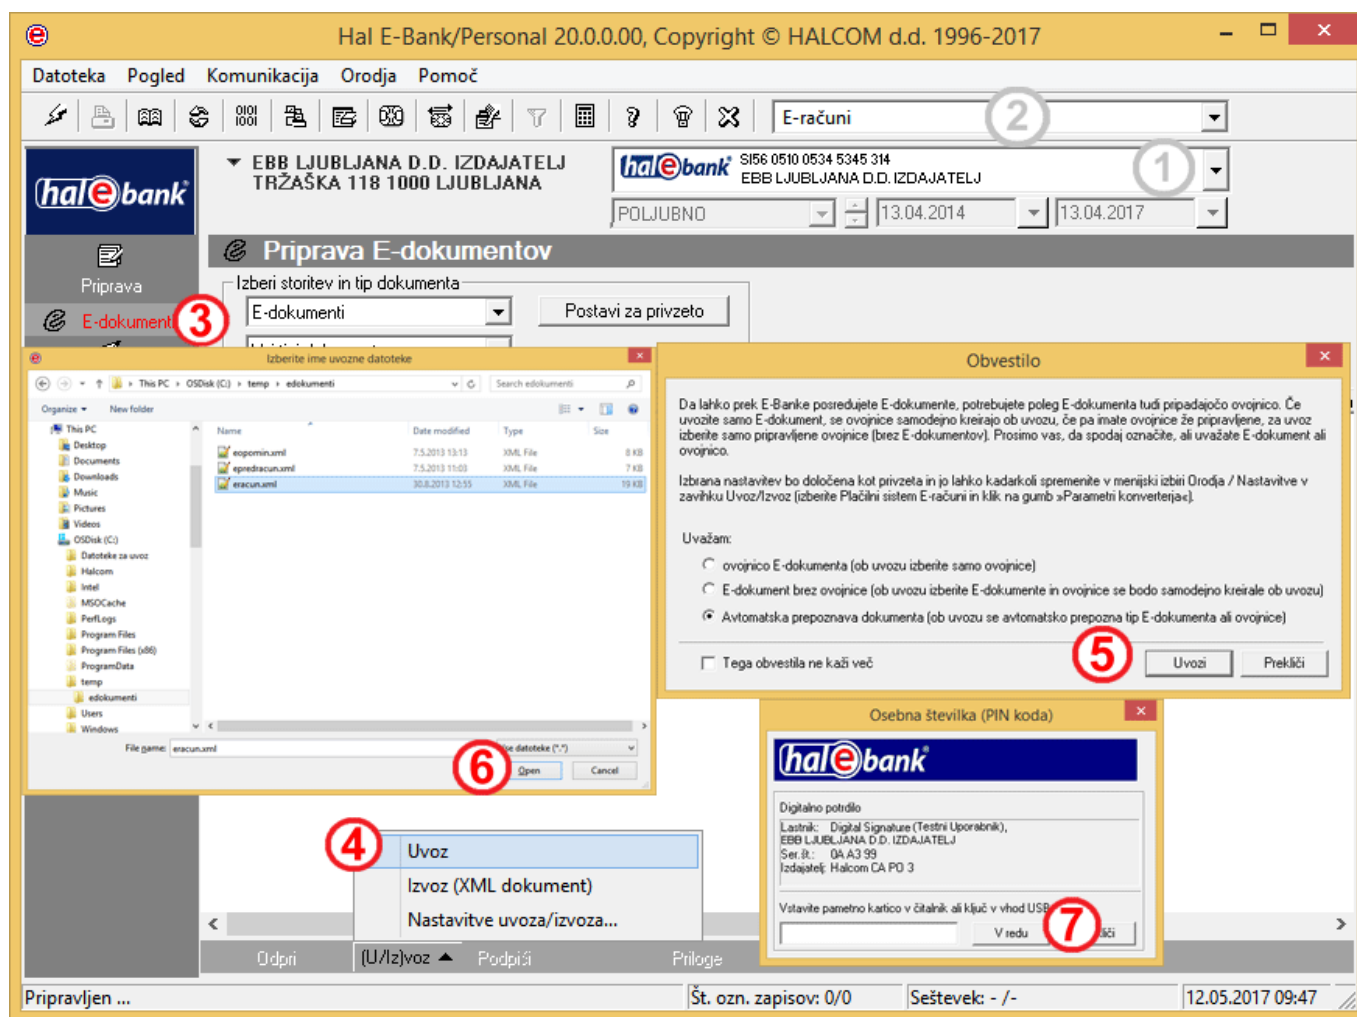 Hal E-Bank/Personal 20.0.0.00, Copyright © HALCOM d.d. 1996-2017
Datoteka Pogled Komunikacija Orodja Pomoč
E-računi
2
hal e bank
EBB LJUBLJANA D.D. IZDAJATELJ
TRŽAŠKA 118 1000 LJUBLJANA
hal e bank
SI56 0510 0534 5345 314
EBB LJUBLJANA D.D. IZDAJATELJ
1
POLJUBNO 13.04.2014 13.04.2017
Priprava E-dokumentov
Priprava
E-dokument
3
Izberi storitev in tip dokumenta
E-dokumenti
Postavi za privzeto
Izberite ime uvozne datoteke
This PC OSDisk (C:) temp edokumenti
Search edokumenti
Organize New folder
Name Date modified Type Size
eopomin.xml 7.5.2013 13:13 XML File 8 KB
epredracun.xml 7.5.2013 11:03 XML File 7 KB
eracun.xml 30.8.2013 12:55 XML File 19 KB
This PC
Desktop
Documents
Downloads
Music
Pictures
Videos
OSDisk (C:)
Datoteke za uvoz
Halcom
Intel
MSOCache
PerfLogs
Program Files
Program Files (x86)
ProgramData
temp
edokumenti
Users
Windows
File name: eracun.xml
se datoteke (*.*)
6
Open Cancel
Obvestilo
Da lahko prek E-Banke posredujete E-dokumente, potrebujete poleg E-dokumenta tudi pripadajočo ovojnico. Če
uvozite samo E-dokument, se ovojnice samodejno kreirajo ob uvozu, če pa imate ovojnice že pripravljene, za uvoz
izberite samo pripravljene ovojnice (brez E-dokumentov). Prosimo vas, da spodaj označite, ali uvažate E-dokument ali
ovojnico.
Izbrana nastavitev bo določena kot privzeta in jo lahko kadarkoli spremenite v menijski izbiri Orodja / Nastavitve v
zavihku Uvoz/Izvoz (izberite Plačilni sistem E-računi in klik na gumb »Parametri konverterja«).
Uvažam:
ovojnico E-dokumenta (ob uvozu izberite samo ovojnice)
E-dokument brez ovojnice (ob uvozu izberite E-dokumente in ovojnice se bodo samodejno kreirale ob uvozu)
Avtomatska prepoznava dokumenta (ob uvozu se avtomatsko prepozna tip E-dokumenta ali ovojnice)
Tega obvestila ne kaži več
5
Uvozi Prekliči
Osebna številka (PIN koda)
hal e bank
Digitalno potrdilo
Lastnik: Digital Signature (Testni Uporabnik),
EBB LJUBLJANA D.D. IZDAJATELJ
Ser.št.: 0A A3 99
Izdajatelj: Halcom CA PO 3
Vstavite pametno kartico v čitalnik ali ključ v vhod USB
V redu
7
4
Uvoz
Izvoz (XML dokument)
Nastavitve uvoza/izvoza...
Odpri (U/Iz)voz Podpiši Priloge
Pripravljen ... Št. ozn. zapisov: 0/0 Seštevek: - /- 12.05.2017 09:47